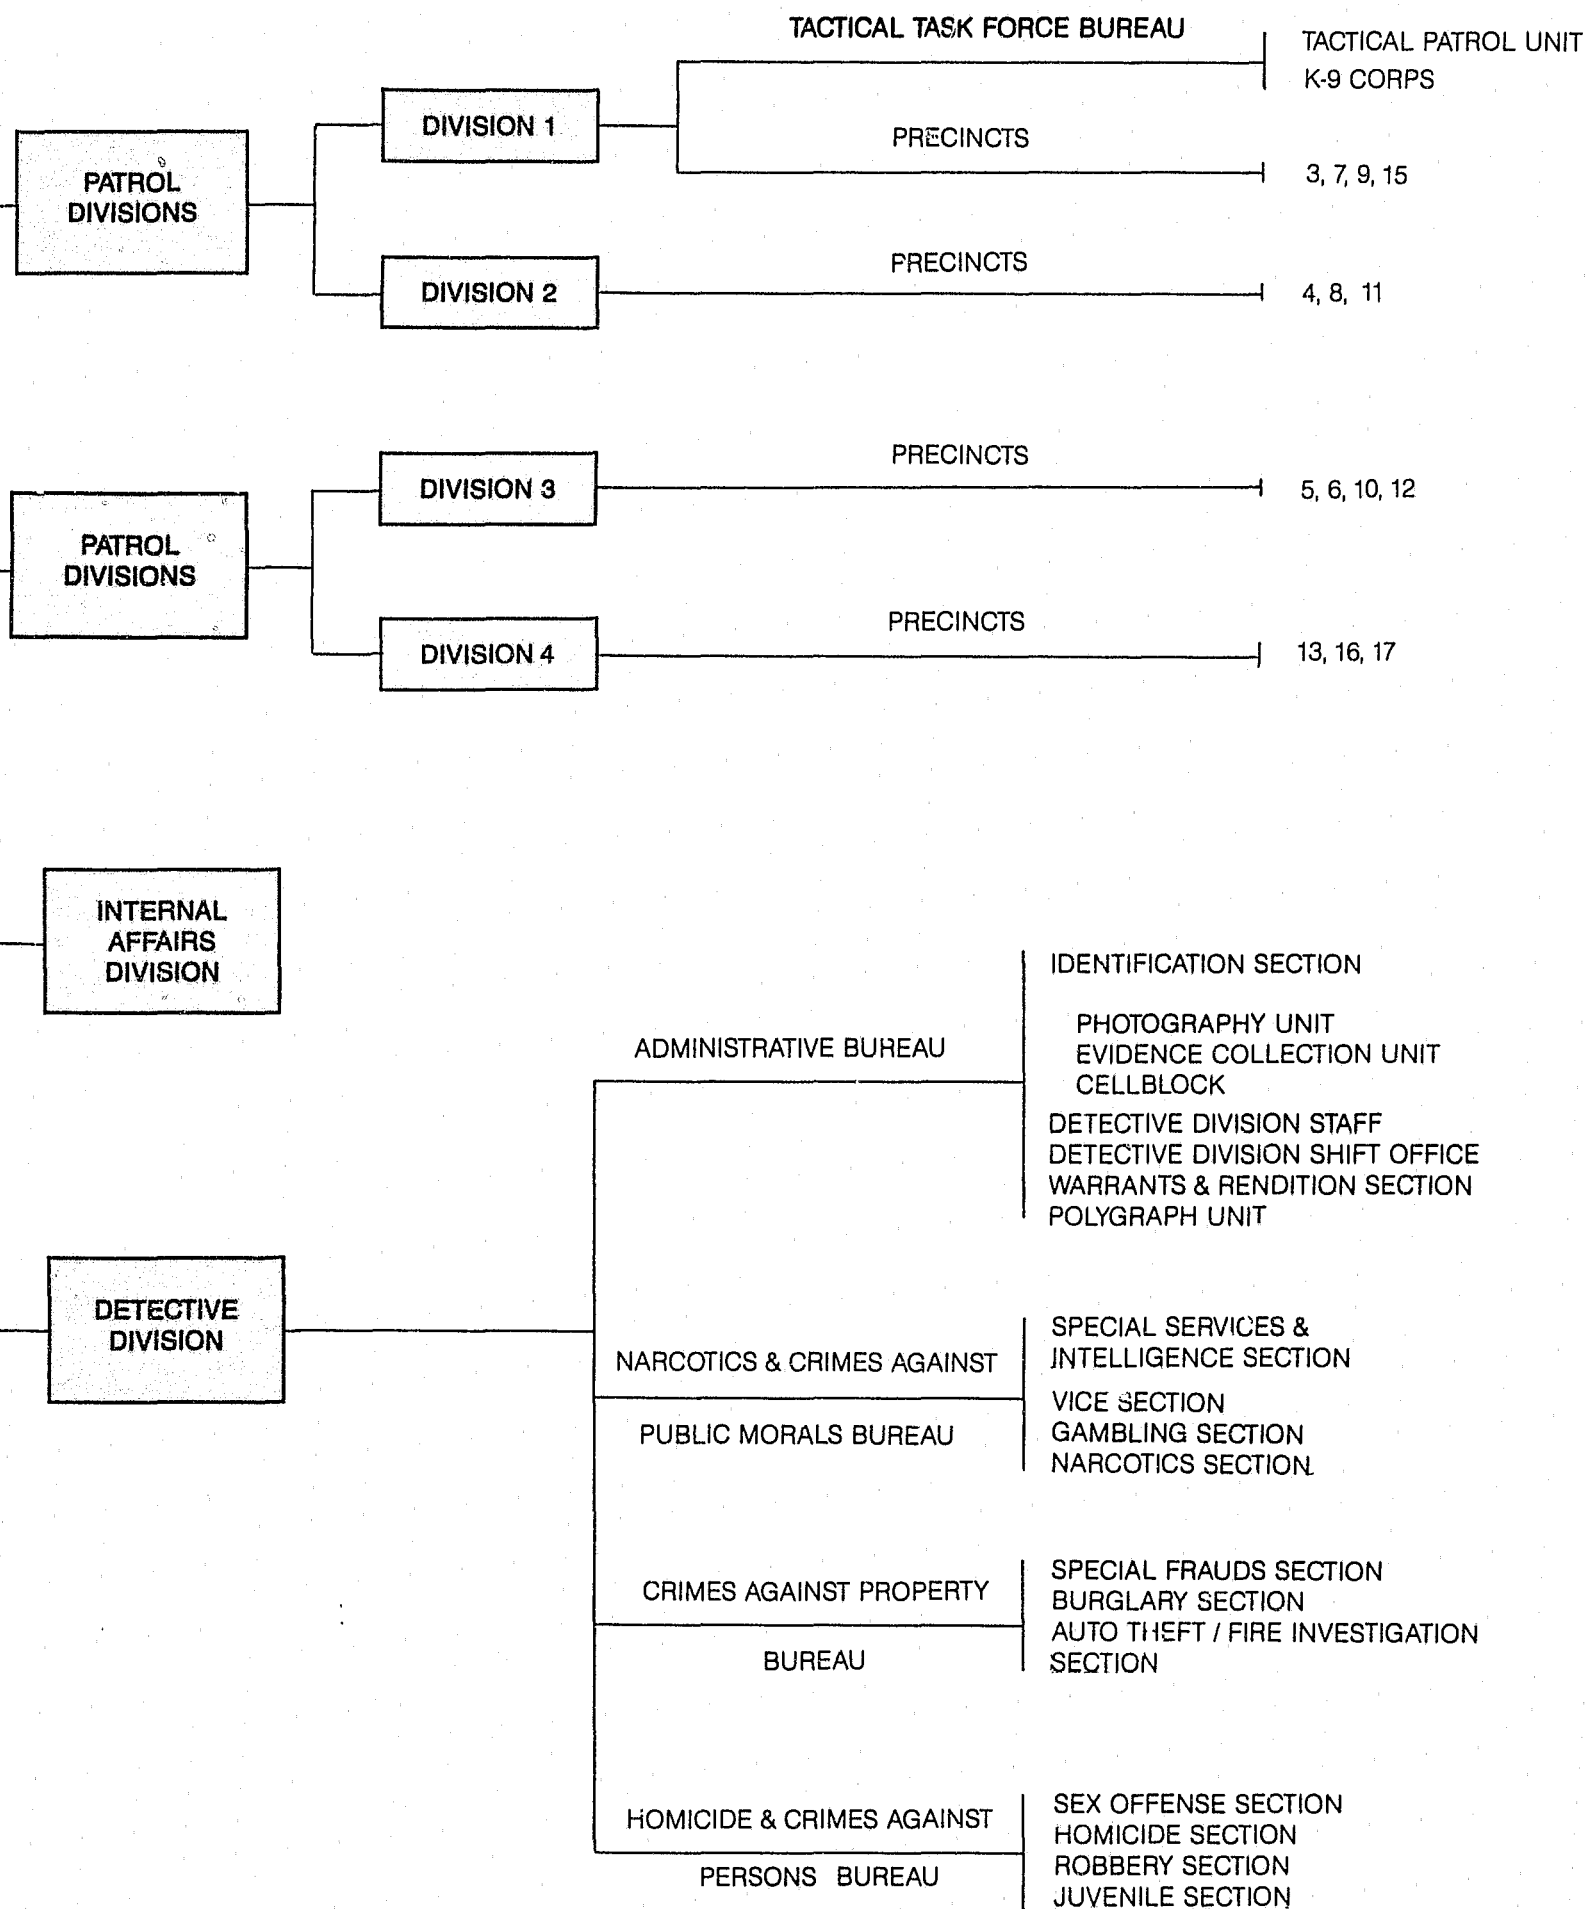 TACTICAL TASK FORCE BUREAU
TACTICAL PATROL UNIT
K-9 CORPS
DIVISION 1
PRECINCTS
3, 7, 9, 15
PATROL
DIVISIONS
PRECINCTS
DIVISION 2
4, 8, 11
PRECINCTS
DIVISION 3
5, 6, 10, 12
PATROL
DIVISIONS
PRECINCTS
DIVISION 4
13, 16, 17
INTERNAL
AFFAIRS
DIVISION
ADMINISTRATIVE BUREAU
IDENTIFICATION SECTION
PHOTOGRAPHY UNIT
EVIDENCE COLLECTION UNIT
CELLBLOCK
DETECTIVE DIVISION STAFF
DETECTIVE DIVISION SHIFT OFFICE
WARRANTS & RENDITION SECTION
POLYGRAPH UNIT
DETECTIVE
DIVISION
NARCOTICS & CRIMES AGAINST
PUBLIC MORALS BUREAU
SPECIAL SERVICES &
INTELLIGENCE SECTION
VICE SECTION
GAMBLING SECTION
NARCOTICS SECTION
CRIMES AGAINST PROPERTY
BUREAU
SPECIAL FRAUDS SECTION
BURGLARY SECTION
AUTO THEFT / FIRE INVESTIGATION
SECTION
HOMICIDE & CRIMES AGAINST
PERSONS BUREAU
SEX OFFENSE SECTION
HOMICIDE SECTION
ROBBERY SECTION
JUVENILE SECTION